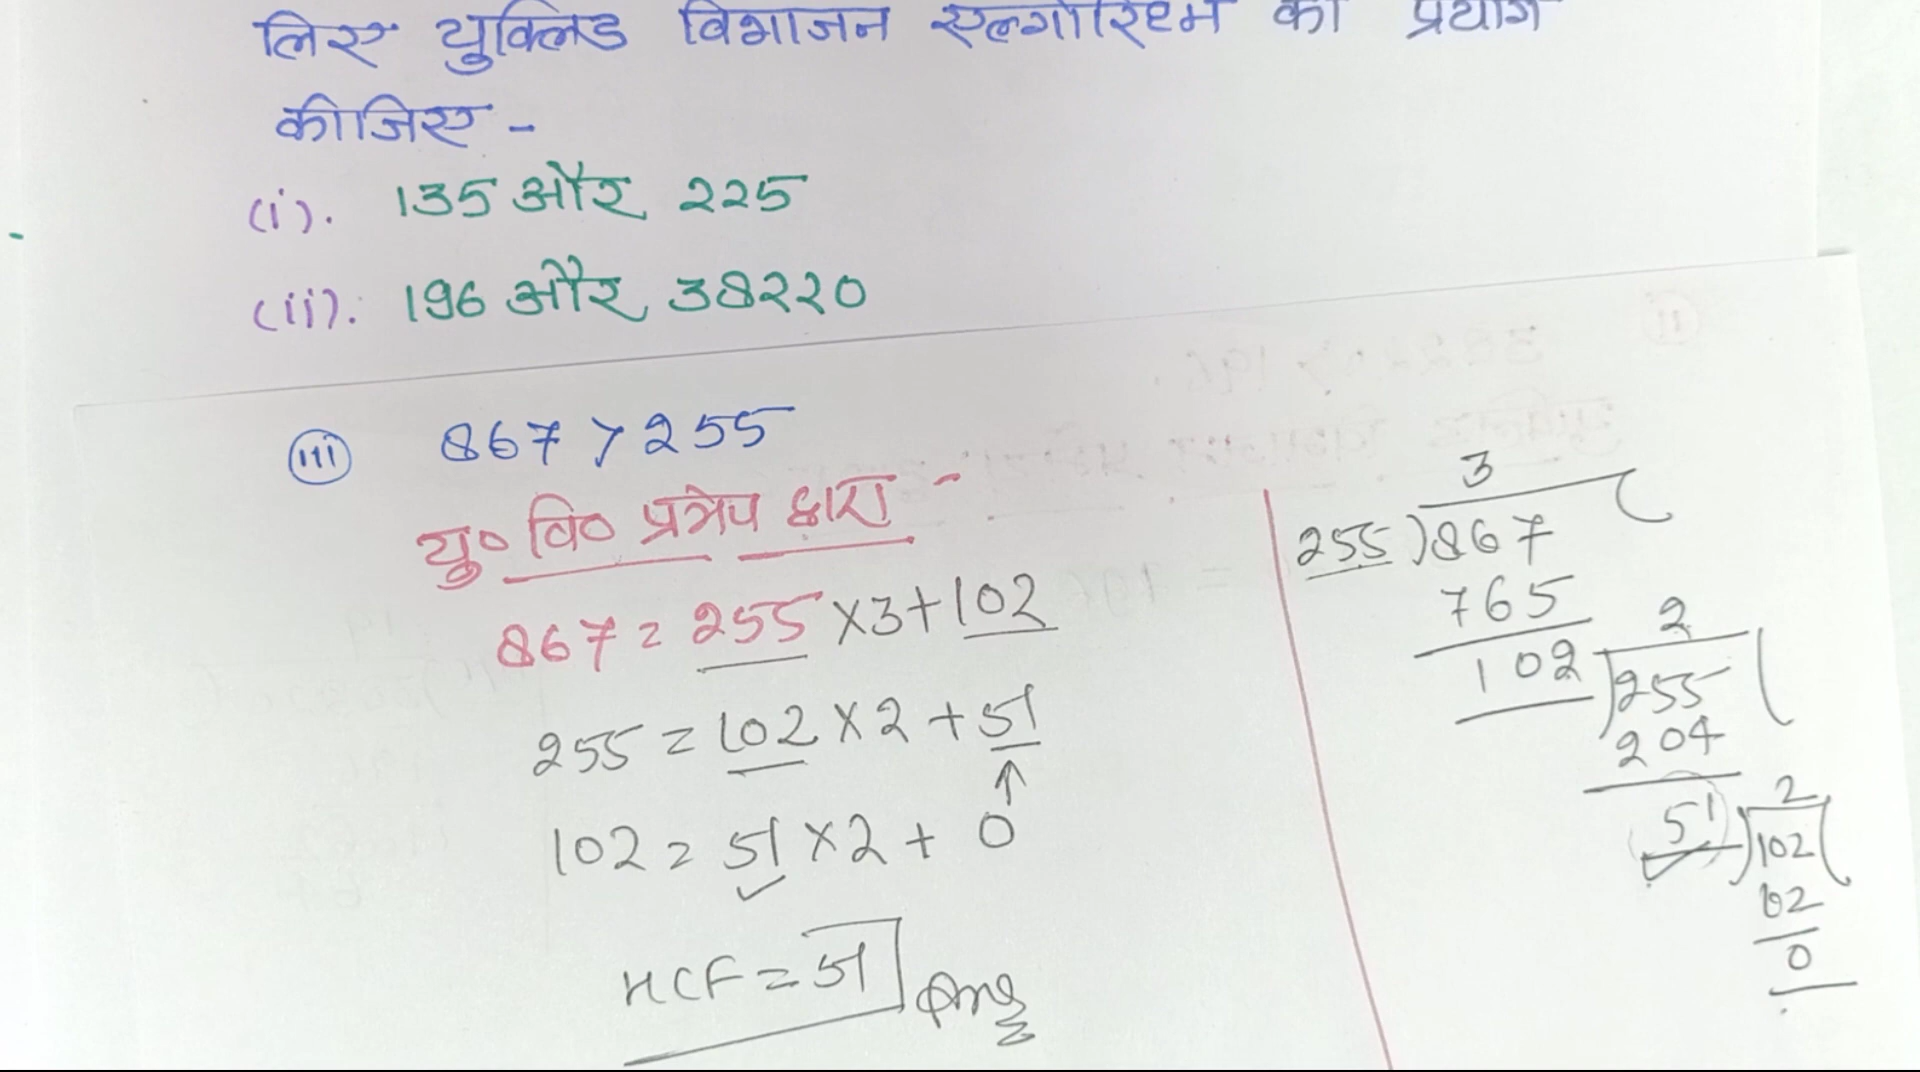 लिए युक्लिड विभाजन एल्गोरिथ्म का प्रयोग
कीजिए -
(i). 135 और 225
(ii). 196 और 38220
(iii) 867 > 255
यु० वि० प्रमेय द्वारा -
867 = 255 × 3 + 102
255 = 102 × 2 + 51
102 = 51 × 2 + 0
HCF = 51 Ans
3
255 ) 867 (
765
2
102 ) 255 (
204
2
51 ) 102 (
102
0